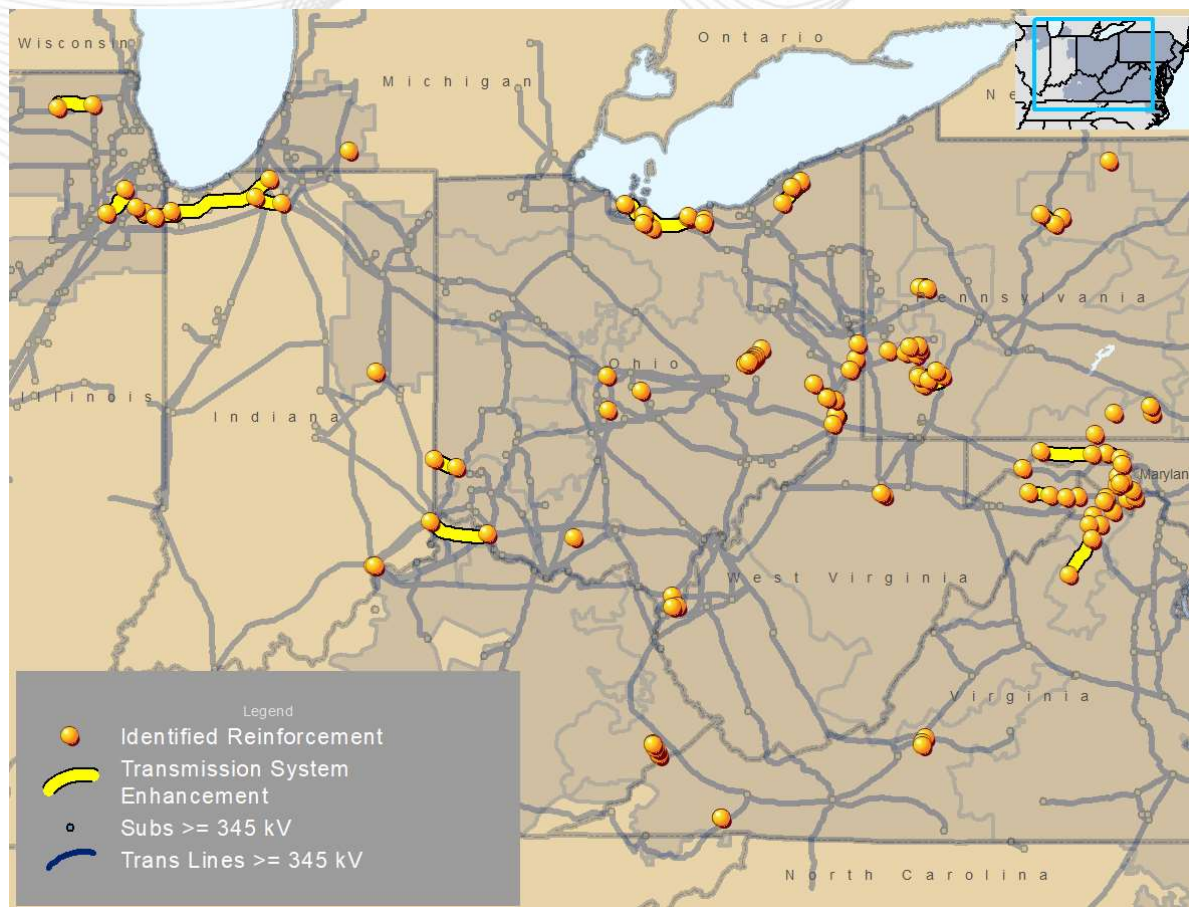 Wisconsin
Michigan
Ontario
Ne
Pennsylvania
Ohio
Illinois
Indiana
Marylan
West Virginia
Virginia
North Carolina
Legend
Identified Reinforcement
Transmission System
Enhancement
Subs >= 345 kV
Trans Lines >= 345 kV